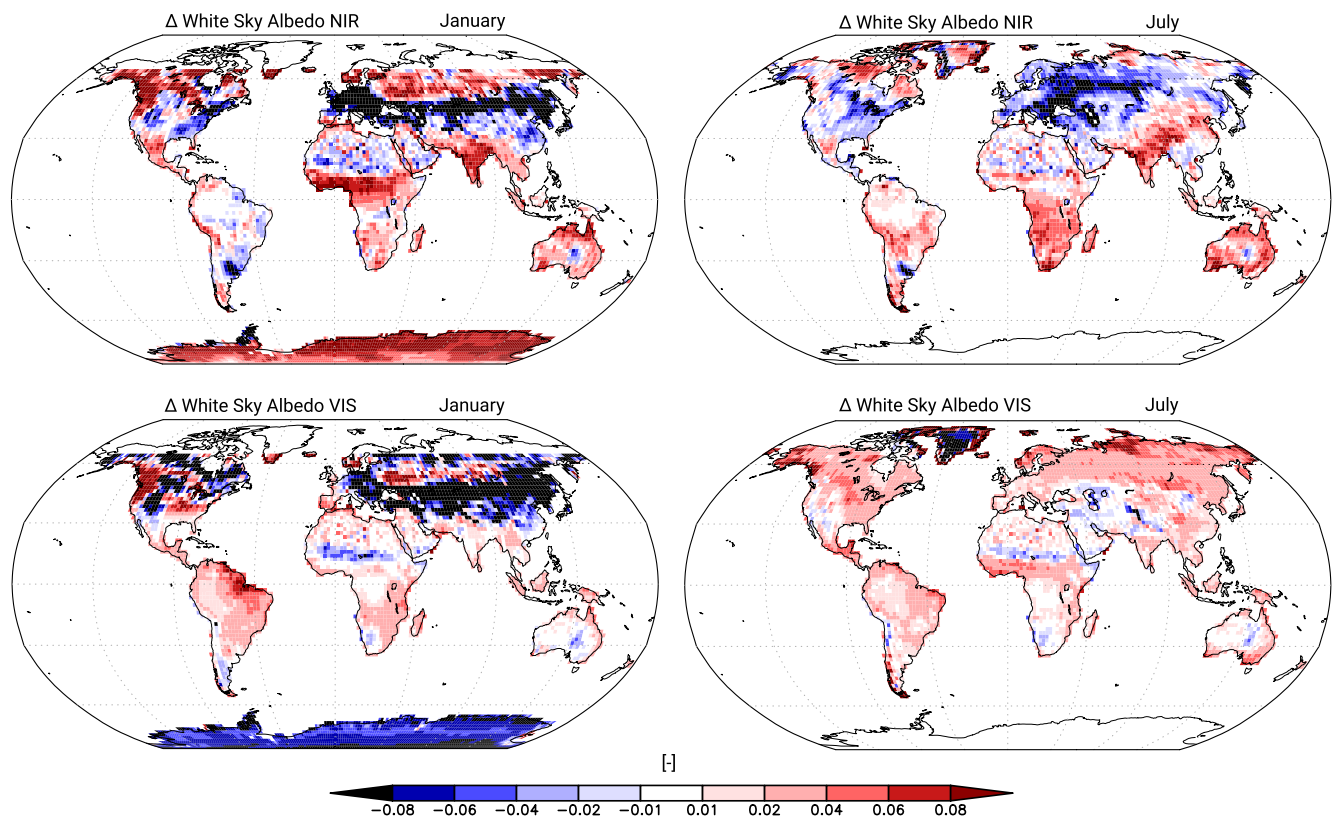 Δ White Sky Albedo NIR January
Δ White Sky Albedo NIR July
Δ White Sky Albedo VIS January
Δ White Sky Albedo VIS July
[-]
−0.08 −0.06 −0.04 −0.02 −0.01 0.01 0.02 0.04 0.06 0.08